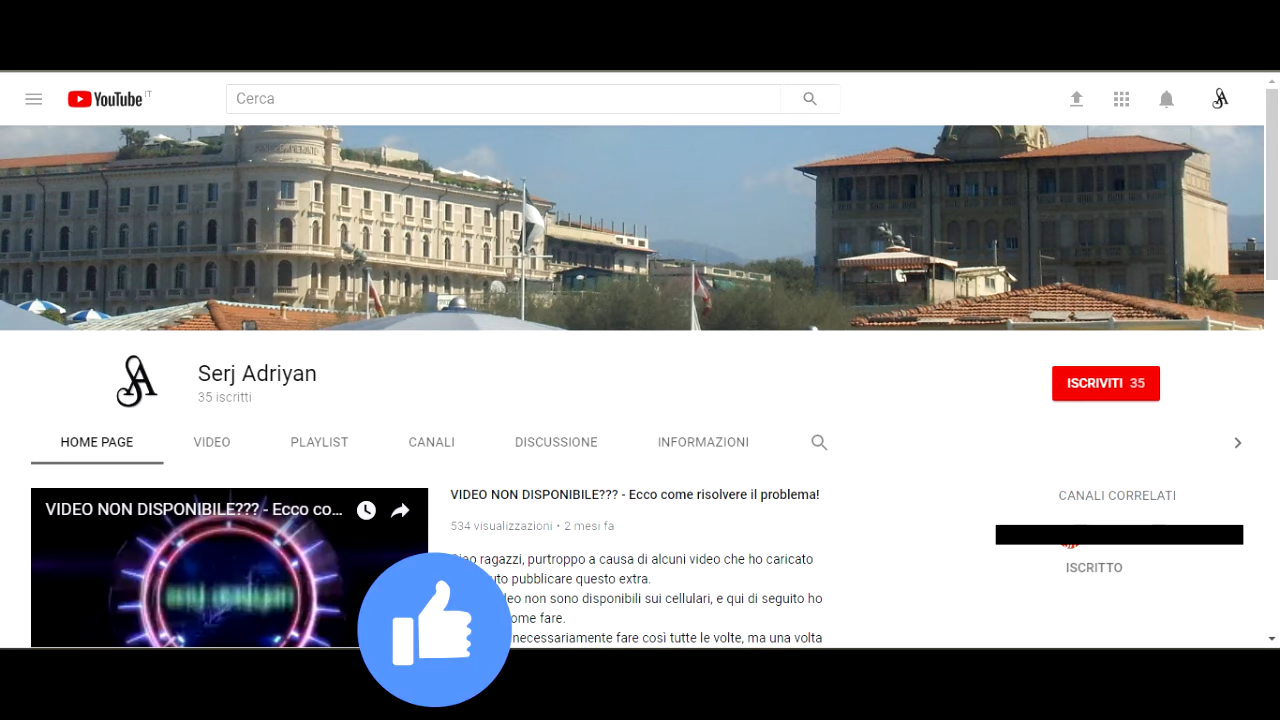 YouTube IT
Cerca
Serj Adriyan
35 iscritti
ISCRIVITI 35
HOME PAGE
VIDEO
PLAYLIST
CANALI
DISCUSSIONE
INFORMAZIONI
VIDEO NON DISPONIBILE??? - Ecco co...
VIDEO NON DISPONIBILE??? - Ecco come risolvere il problema!
534 visualizzazioni • 2 mesi fa
ragazzi, purtroppo a causa di alcuni video che ho caricato
pubblicare questo extra.
non sono disponibili sui cellulari, e qui di seguito ho
come fare.
necessariamente fare così tutte le volte, ma una volta
CANALI CORRELATI
ISCRITTO